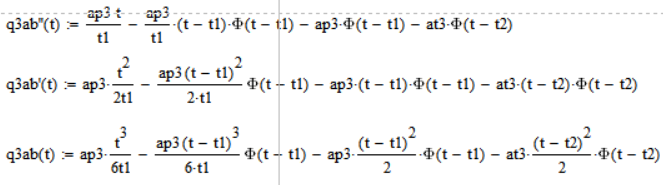 q3ab''(t) := ap3·t/t1 − ap3/t1·(t − t1)·Φ(t − t1) − ap3·Φ(t − t1) − at3·Φ(t − t2)
q3ab'(t) := ap3·t²/2t1 − ap3(t − t1)²/2·t1 Φ(t − t1) − ap3·(t − t1)·Φ(t − t1) − at3·(t − t2)·Φ(t − t2)
q3ab(t) := ap3·t³/6t1 − ap3(t − t1)³/6·t1 Φ(t − t1) − ap3·(t − t1)²/2·Φ(t − t1) − at3·(t − t2)²/2·Φ(t − t2)